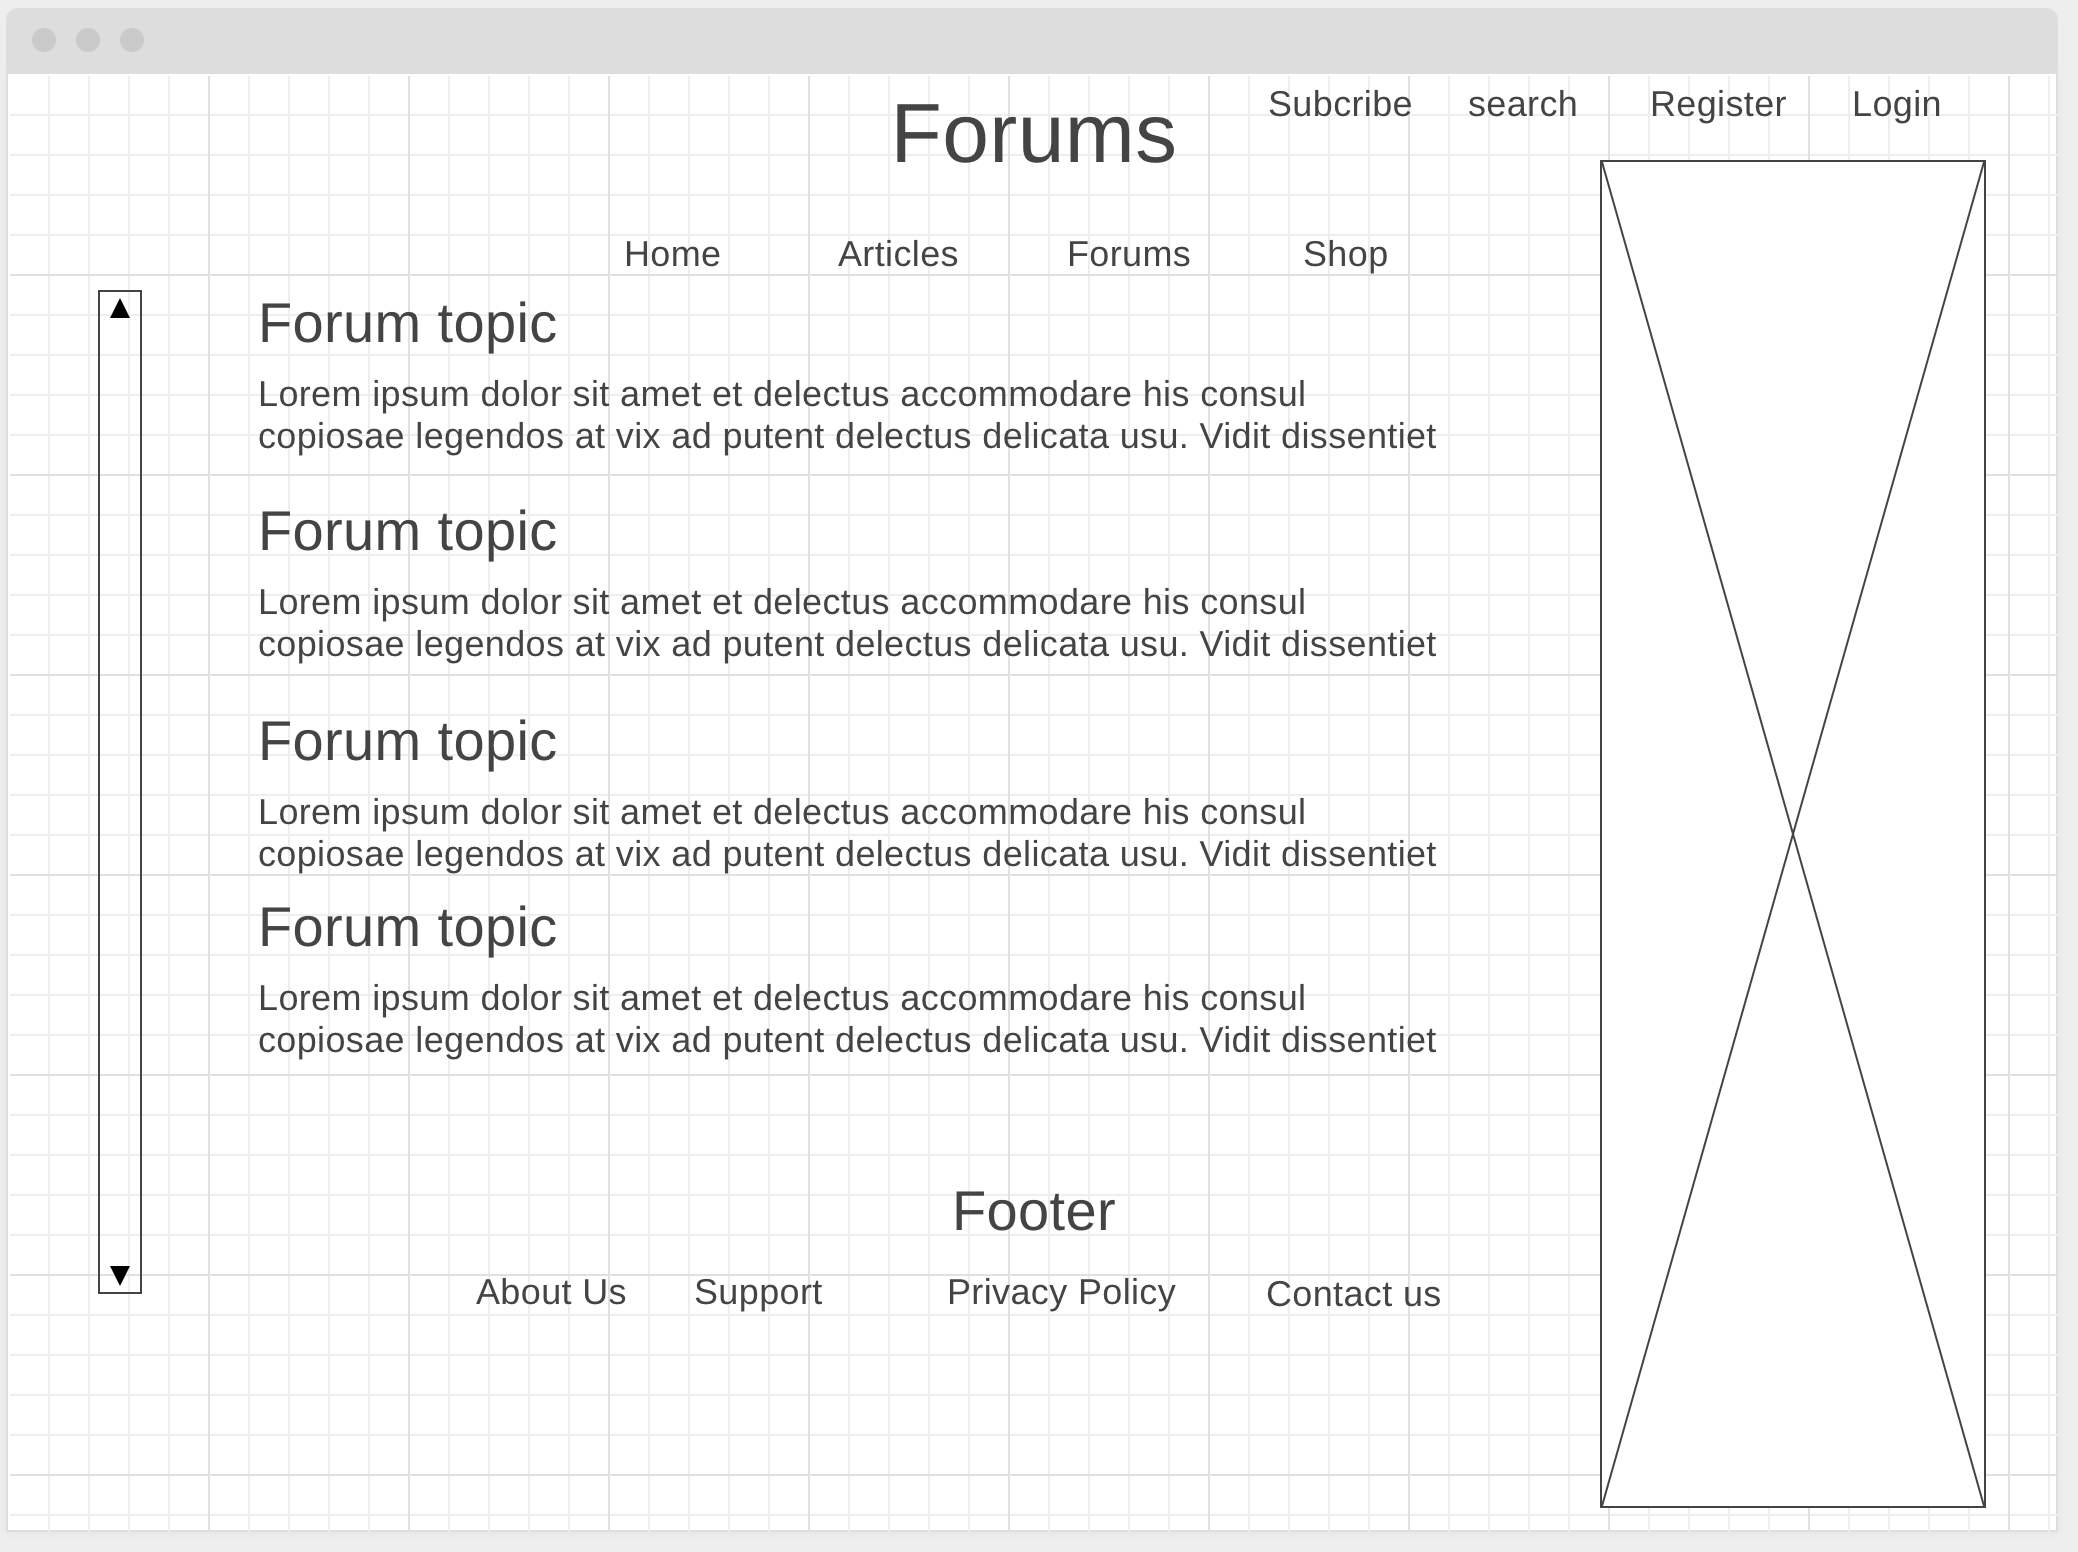 Forums
Subcribe search Register Login
Home Articles Forums Shop
Forum topic
Lorem ipsum dolor sit amet et delectus accommodare his consul
copiosae legendos at vix ad putent delectus delicata usu. Vidit dissentiet
Forum topic
Lorem ipsum dolor sit amet et delectus accommodare his consul
copiosae legendos at vix ad putent delectus delicata usu. Vidit dissentiet
Forum topic
Lorem ipsum dolor sit amet et delectus accommodare his consul
copiosae legendos at vix ad putent delectus delicata usu. Vidit dissentiet
Forum topic
Lorem ipsum dolor sit amet et delectus accommodare his consul
copiosae legendos at vix ad putent delectus delicata usu. Vidit dissentiet
Footer
About Us Support Privacy Policy Contact us